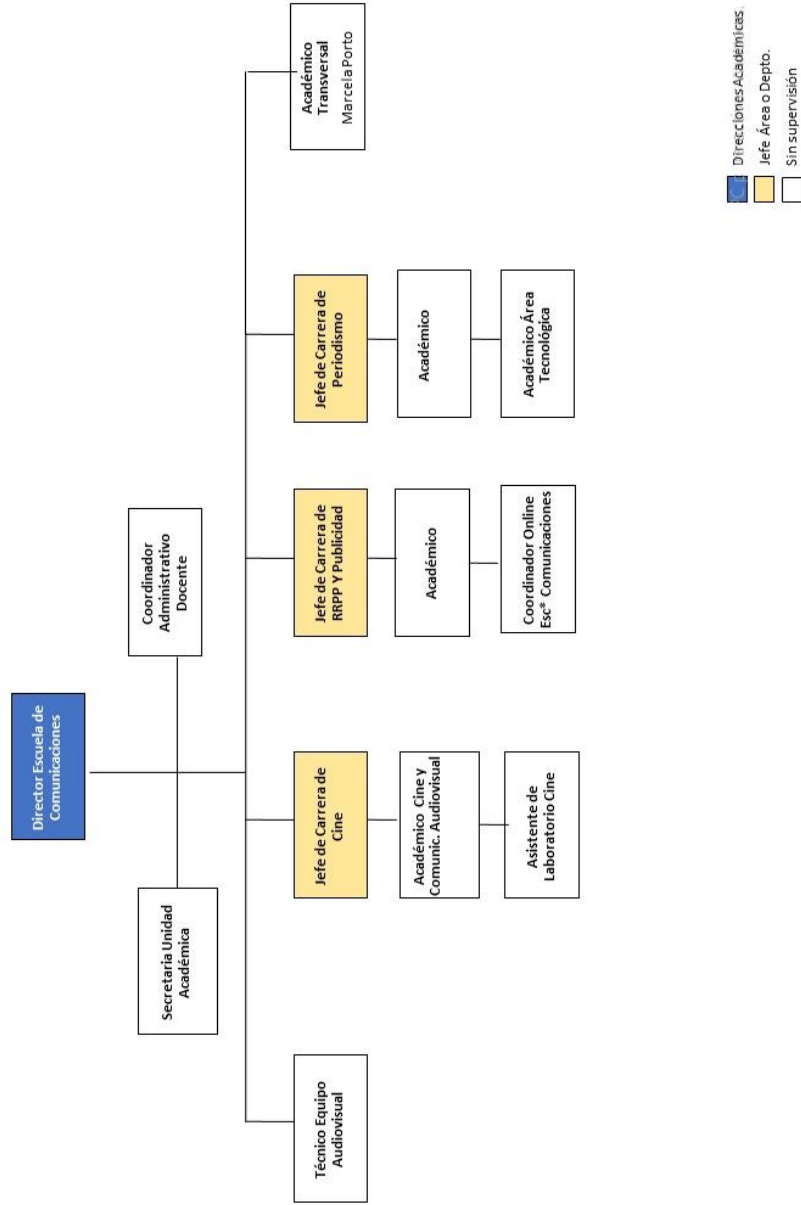 Director Escuela de
Comunicaciones
Secretaria Unidad
Académica
Coordinador
Administrativo
Docente
Técnico Equipo
Audiovisual
Jefe de Carrera de
Cine
Jefe de Carrera de
RRPP Y Publicidad
Jefe de Carrera de
Periodismo
Académico
Transversal
Marcela Porto
Académico Cine y
Comunic. Audiovisual
Académico
Académico
Asistente de
Laboratorio Cine
Coordinador Online
Esc* Comunicaciones
Académico Área
Tecnológica
Direcciones Académicas.
Jefe Área o Depto.
Sin supervisión